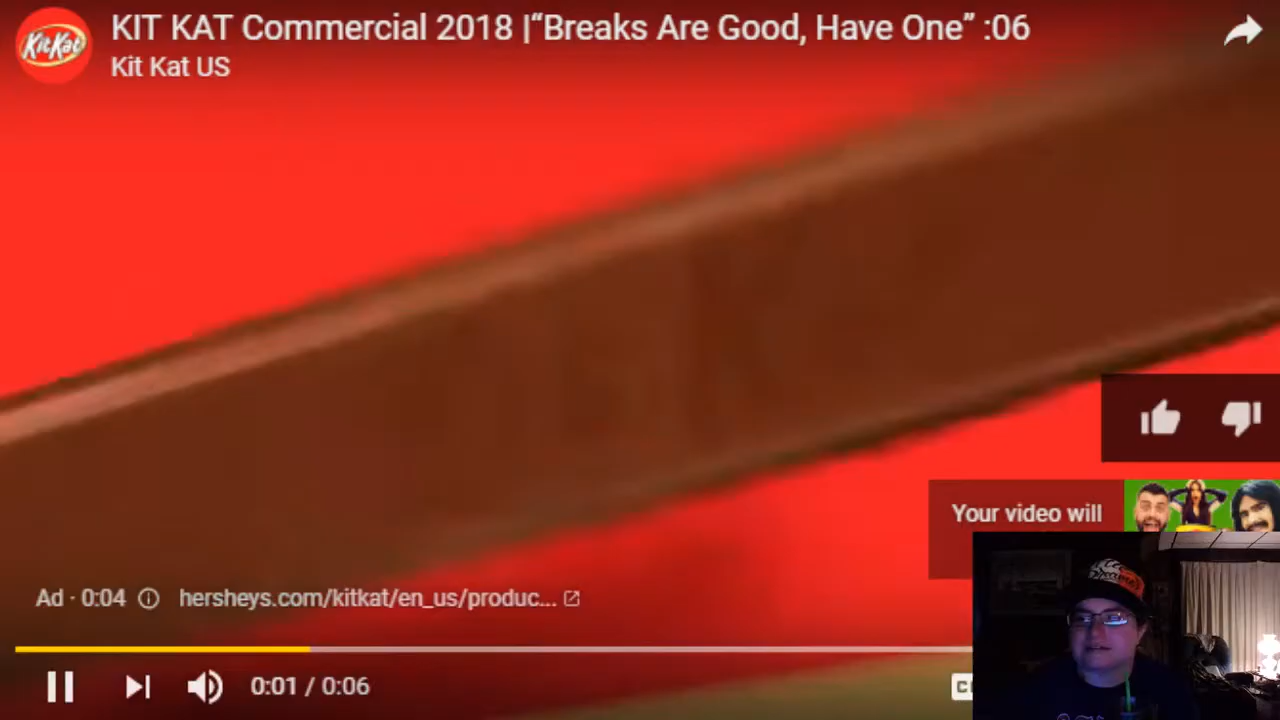 KitKat
KIT KAT Commercial 2018 |“Breaks Are Good, Have One” :06
Kit Kat US
Your video will
Ad · 0:04
hersheys.com/kitkat/en_us/produc...
0:01 / 0:06